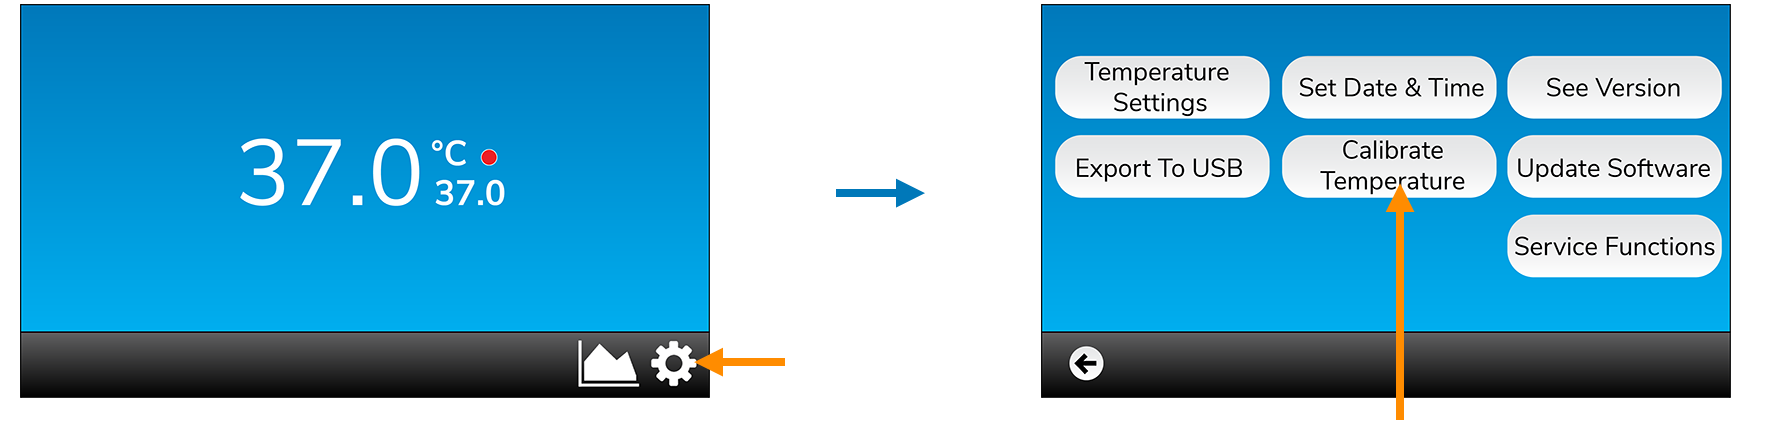 37.0 °C
37.0
Temperature
Settings
Set Date & Time
See Version
Export To USB
Calibrate
Temperature
Update Software
Service Functions